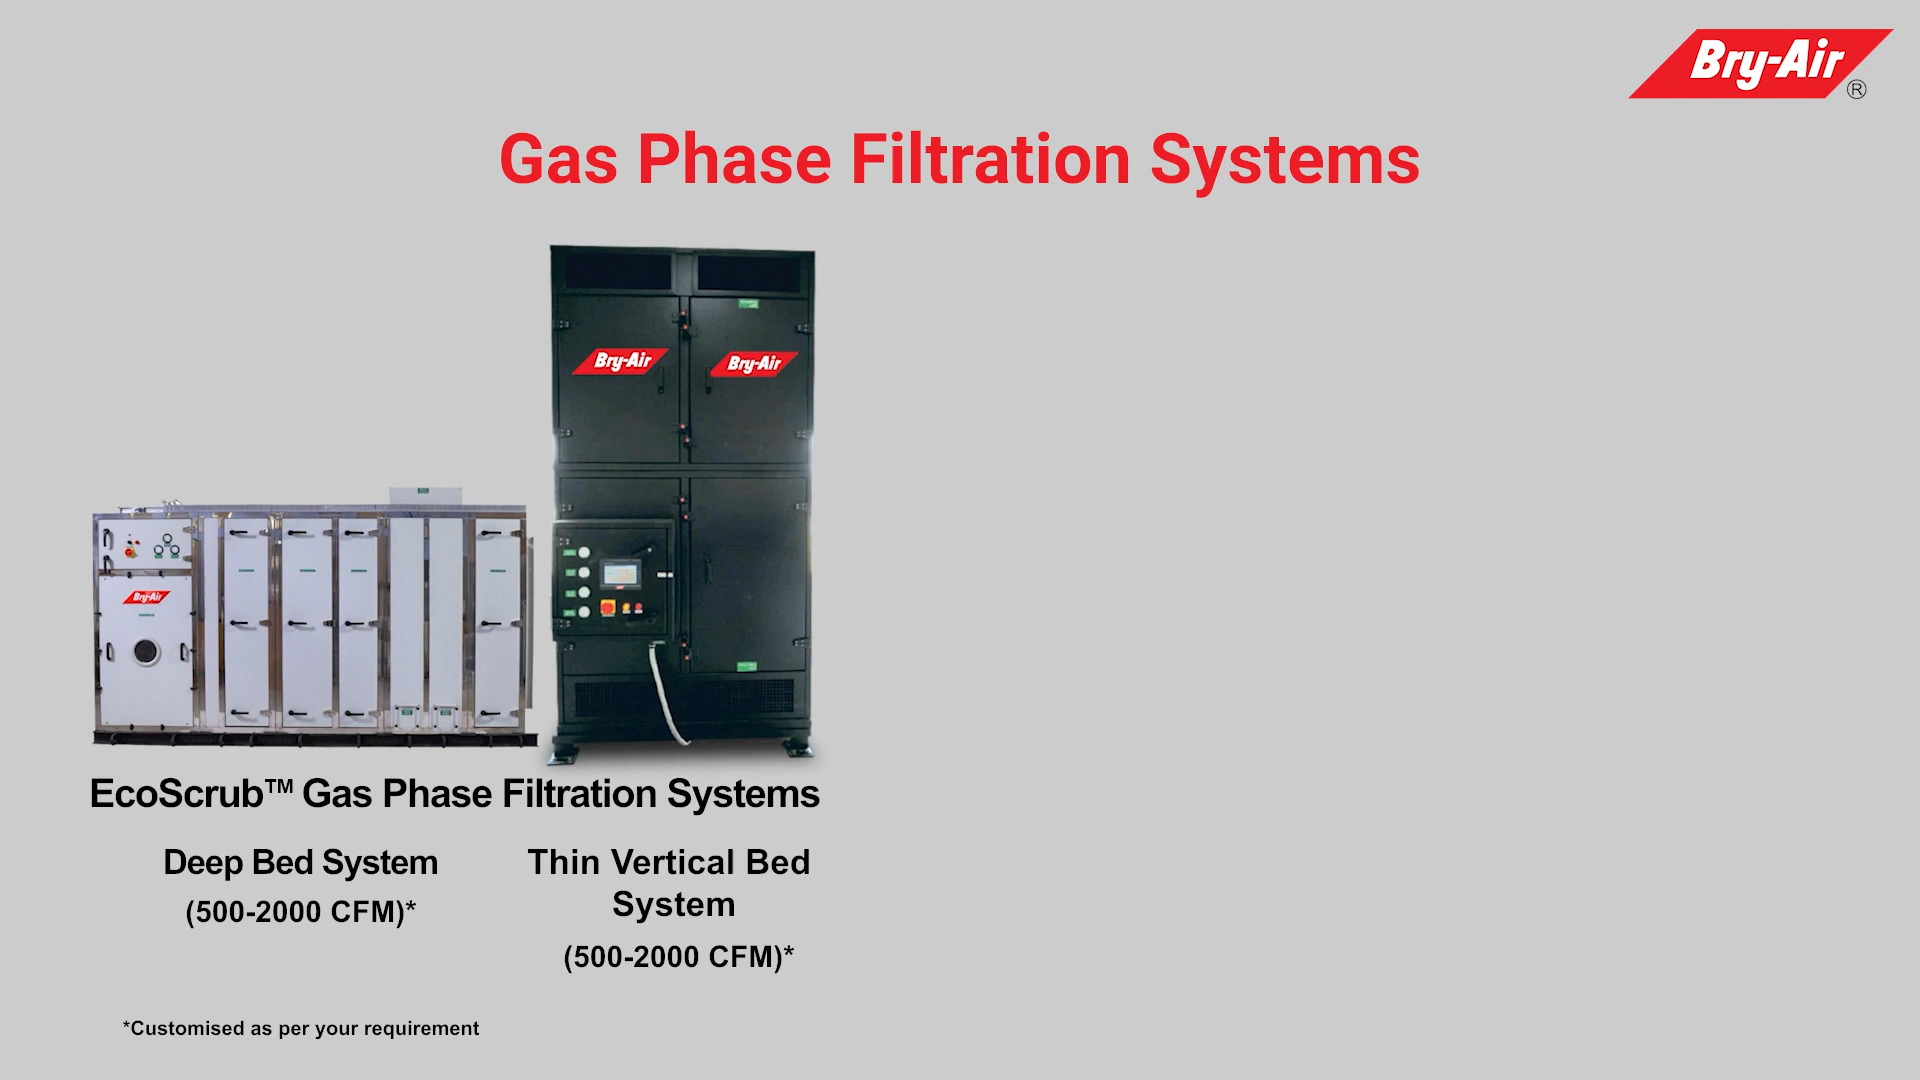 Bry-Air®
Gas Phase Filtration Systems
Bry-Air
Bry-Air
Bry-Air
EcoScrub™ Gas Phase Filtration Systems
Deep Bed System
(500-2000 CFM)*
Thin Vertical Bed
System
(500-2000 CFM)*
*Customised as per your requirement